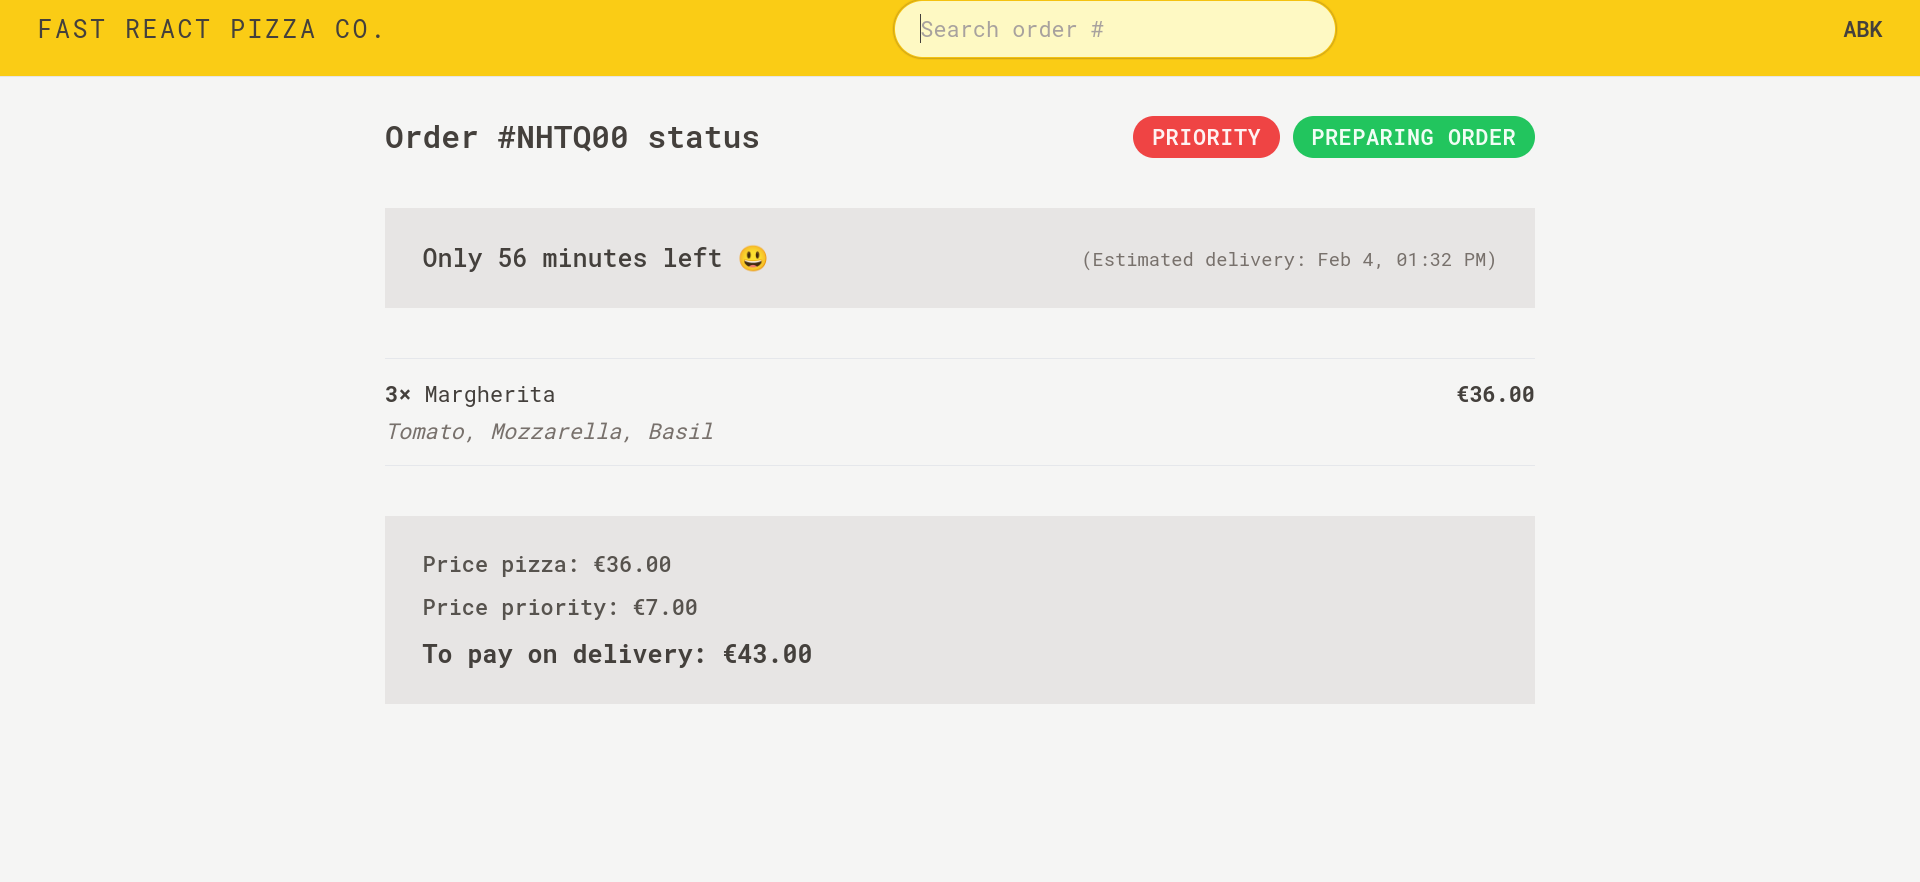 FAST REACT PIZZA CO.
Search order #
ABK
Order #NHTQ00 status
PRIORITY
PREPARING ORDER
Only 56 minutes left 😃
(Estimated delivery: Feb 4, 01:32 PM)
3× Margherita
€36.00
Tomato, Mozzarella, Basil
Price pizza: €36.00
Price priority: €7.00
To pay on delivery: €43.00